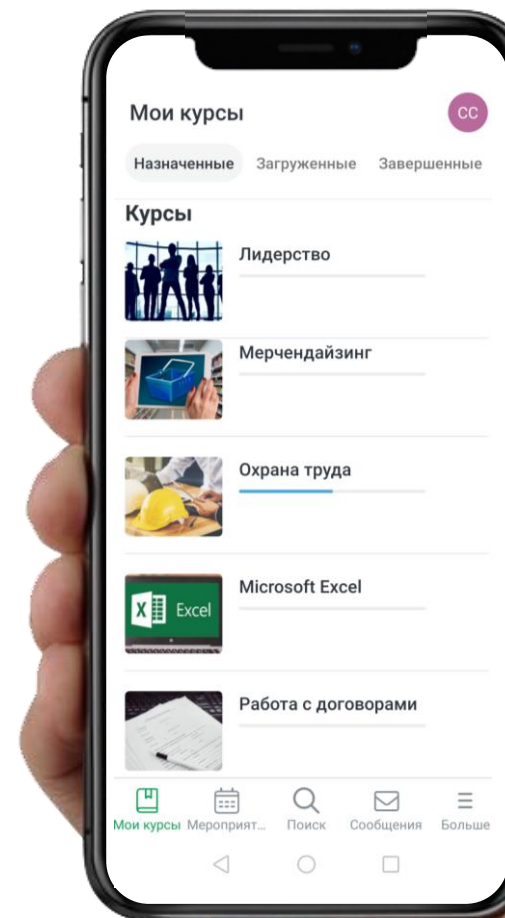 Мои курсы
CC
Назначенные Загруженные Завершенные
Курсы
Лидерство
Мерчендайзинг
Охрана труда
X Excel
Microsoft Excel
Работа с договорами
Мои курсы Мероприят... Поиск Сообщения Больше